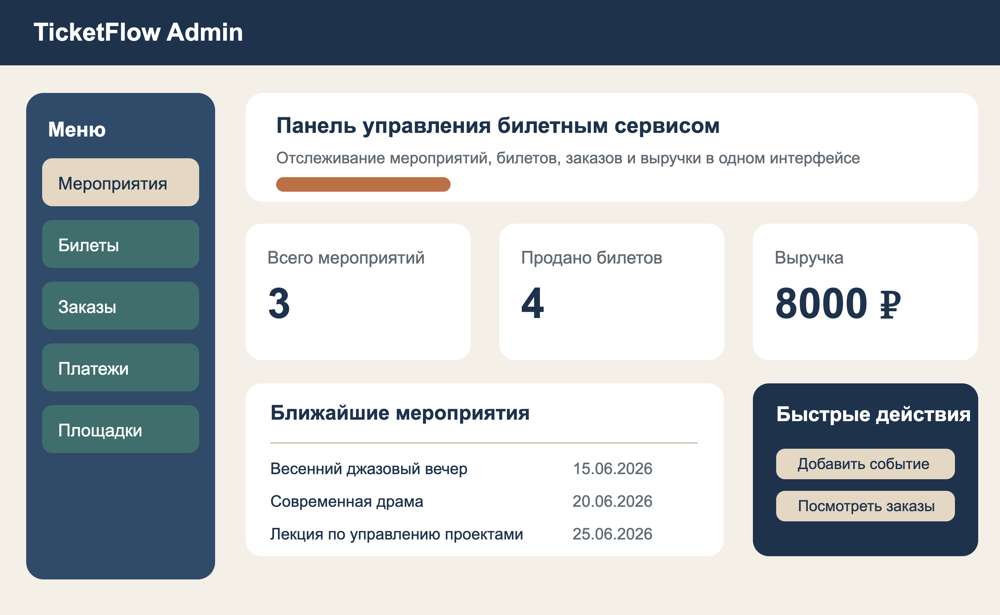 TicketFlow Admin
Меню
Мероприятия
Билеты
Заказы
Платежи
Площадки
Панель управления билетным сервисом
Отслеживание мероприятий, билетов, заказов и выручки в одном интерфейсе
Всего мероприятий
3
Продано билетов
4
Выручка
8000 ₽
Ближайшие мероприятия
Весенний джазовый вечер 15.06.2026
Современная драма 20.06.2026
Лекция по управлению проектами 25.06.2026
Быстрые действия
Добавить событие
Посмотреть заказы